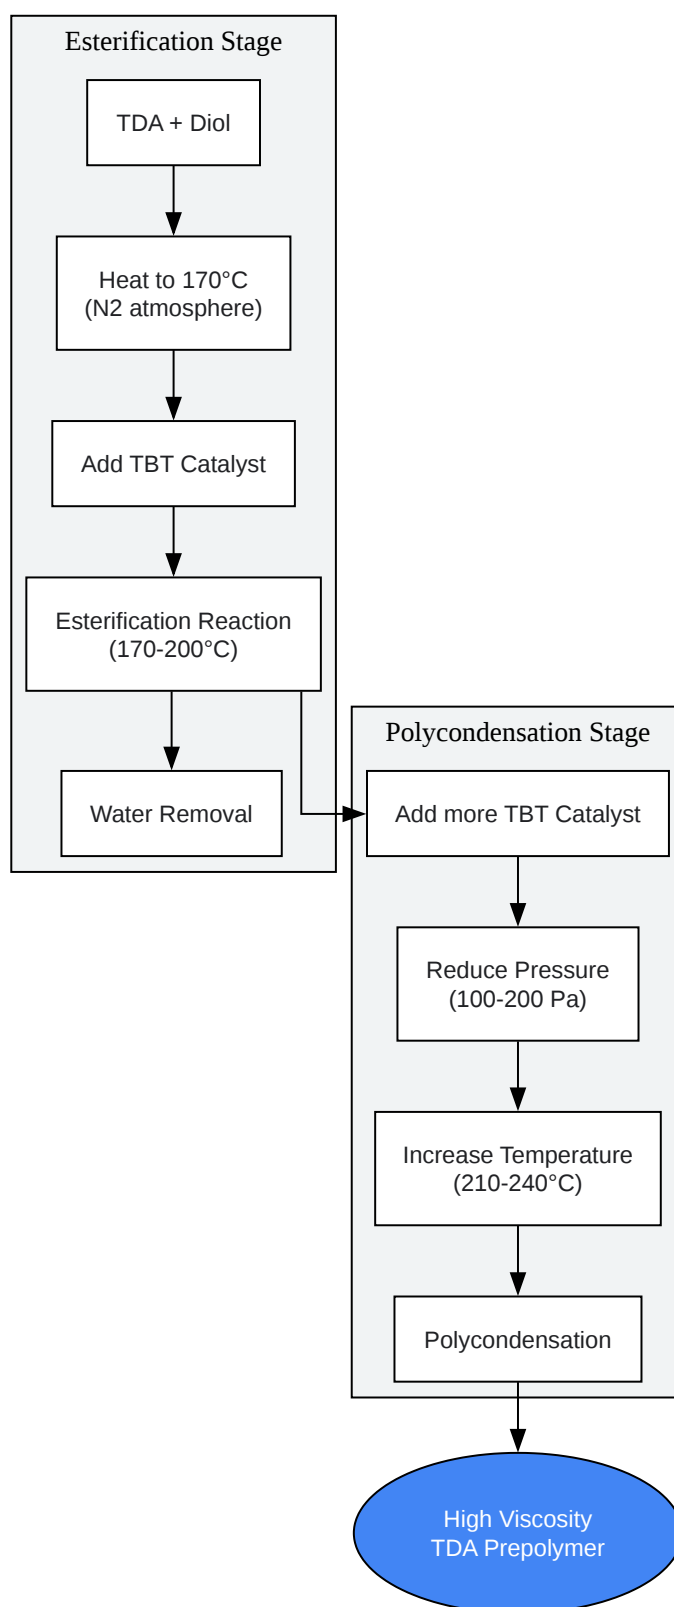 Esterification Stage
TDA + Diol
Heat to 170°C
(N2 atmosphere)
Add TBT Catalyst
Esterification Reaction
(170-200°C)
Water Removal
Polycondensation Stage
Add more TBT Catalyst
Reduce Pressure
(100-200 Pa)
Increase Temperature
(210-240°C)
Polycondensation
High Viscosity
TDA Prepolymer